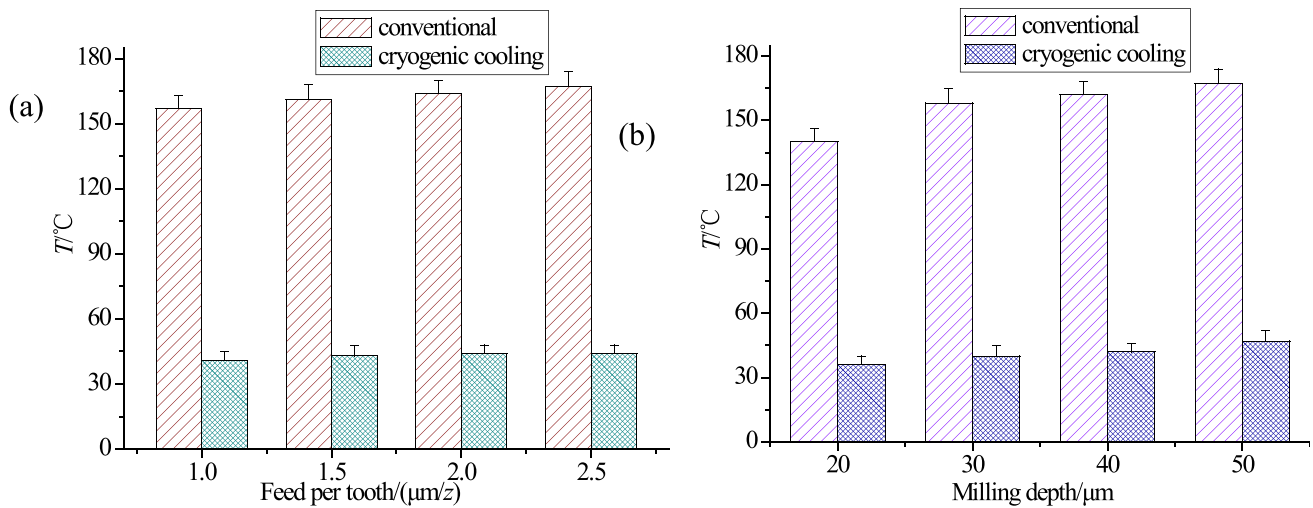 (a)
conventional
cryogenic cooling
180
150
120
90
60
30
0
T/°C
1.0 1.5 2.0 2.5
Feed per tooth/(μm/z)
(b)
conventional
cryogenic cooling
180
150
120
90
60
30
0
T/°C
20 30 40 50
Milling depth/μm